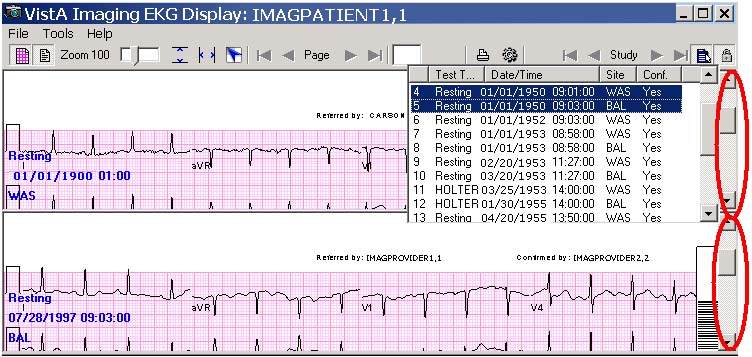 VistA Imaging EKG Display: IMAGPATIENT1,1
File Tools Help
Zoom 100 Page Study
Test T... Date/Time Site Conf.
4 Resting 01/01/1950 09:01:00 WAS Yes
5 Resting 01/01/1950 09:03:00 BAL Yes
6 Resting 01/01/1952 09:03:00 WAS Yes
7 Resting 01/01/1953 08:58:00 WAS Yes
8 Resting 01/01/1953 08:58:00 BAL Yes
9 Resting 02/20/1953 11:27:00 WAS Yes
10 Resting 03/20/1953 11:27:00 BAL Yes
11 HOLTER 03/25/1953 14:00:00 WAS Yes
12 HOLTER 01/30/1955 14:00:00 BAL Yes
13 Resting 04/20/1955 13:50:00 WAS Yes
Referred by: CARSON
Resting
aVR V1
01/01/1900 01:00
WAS
Referred by: IMAGPROVIDER1,1 Confirmed by: IMAGPROVIDER2,2
Resting
aVR V1 V4
07/28/1997 09:03:00
BAL